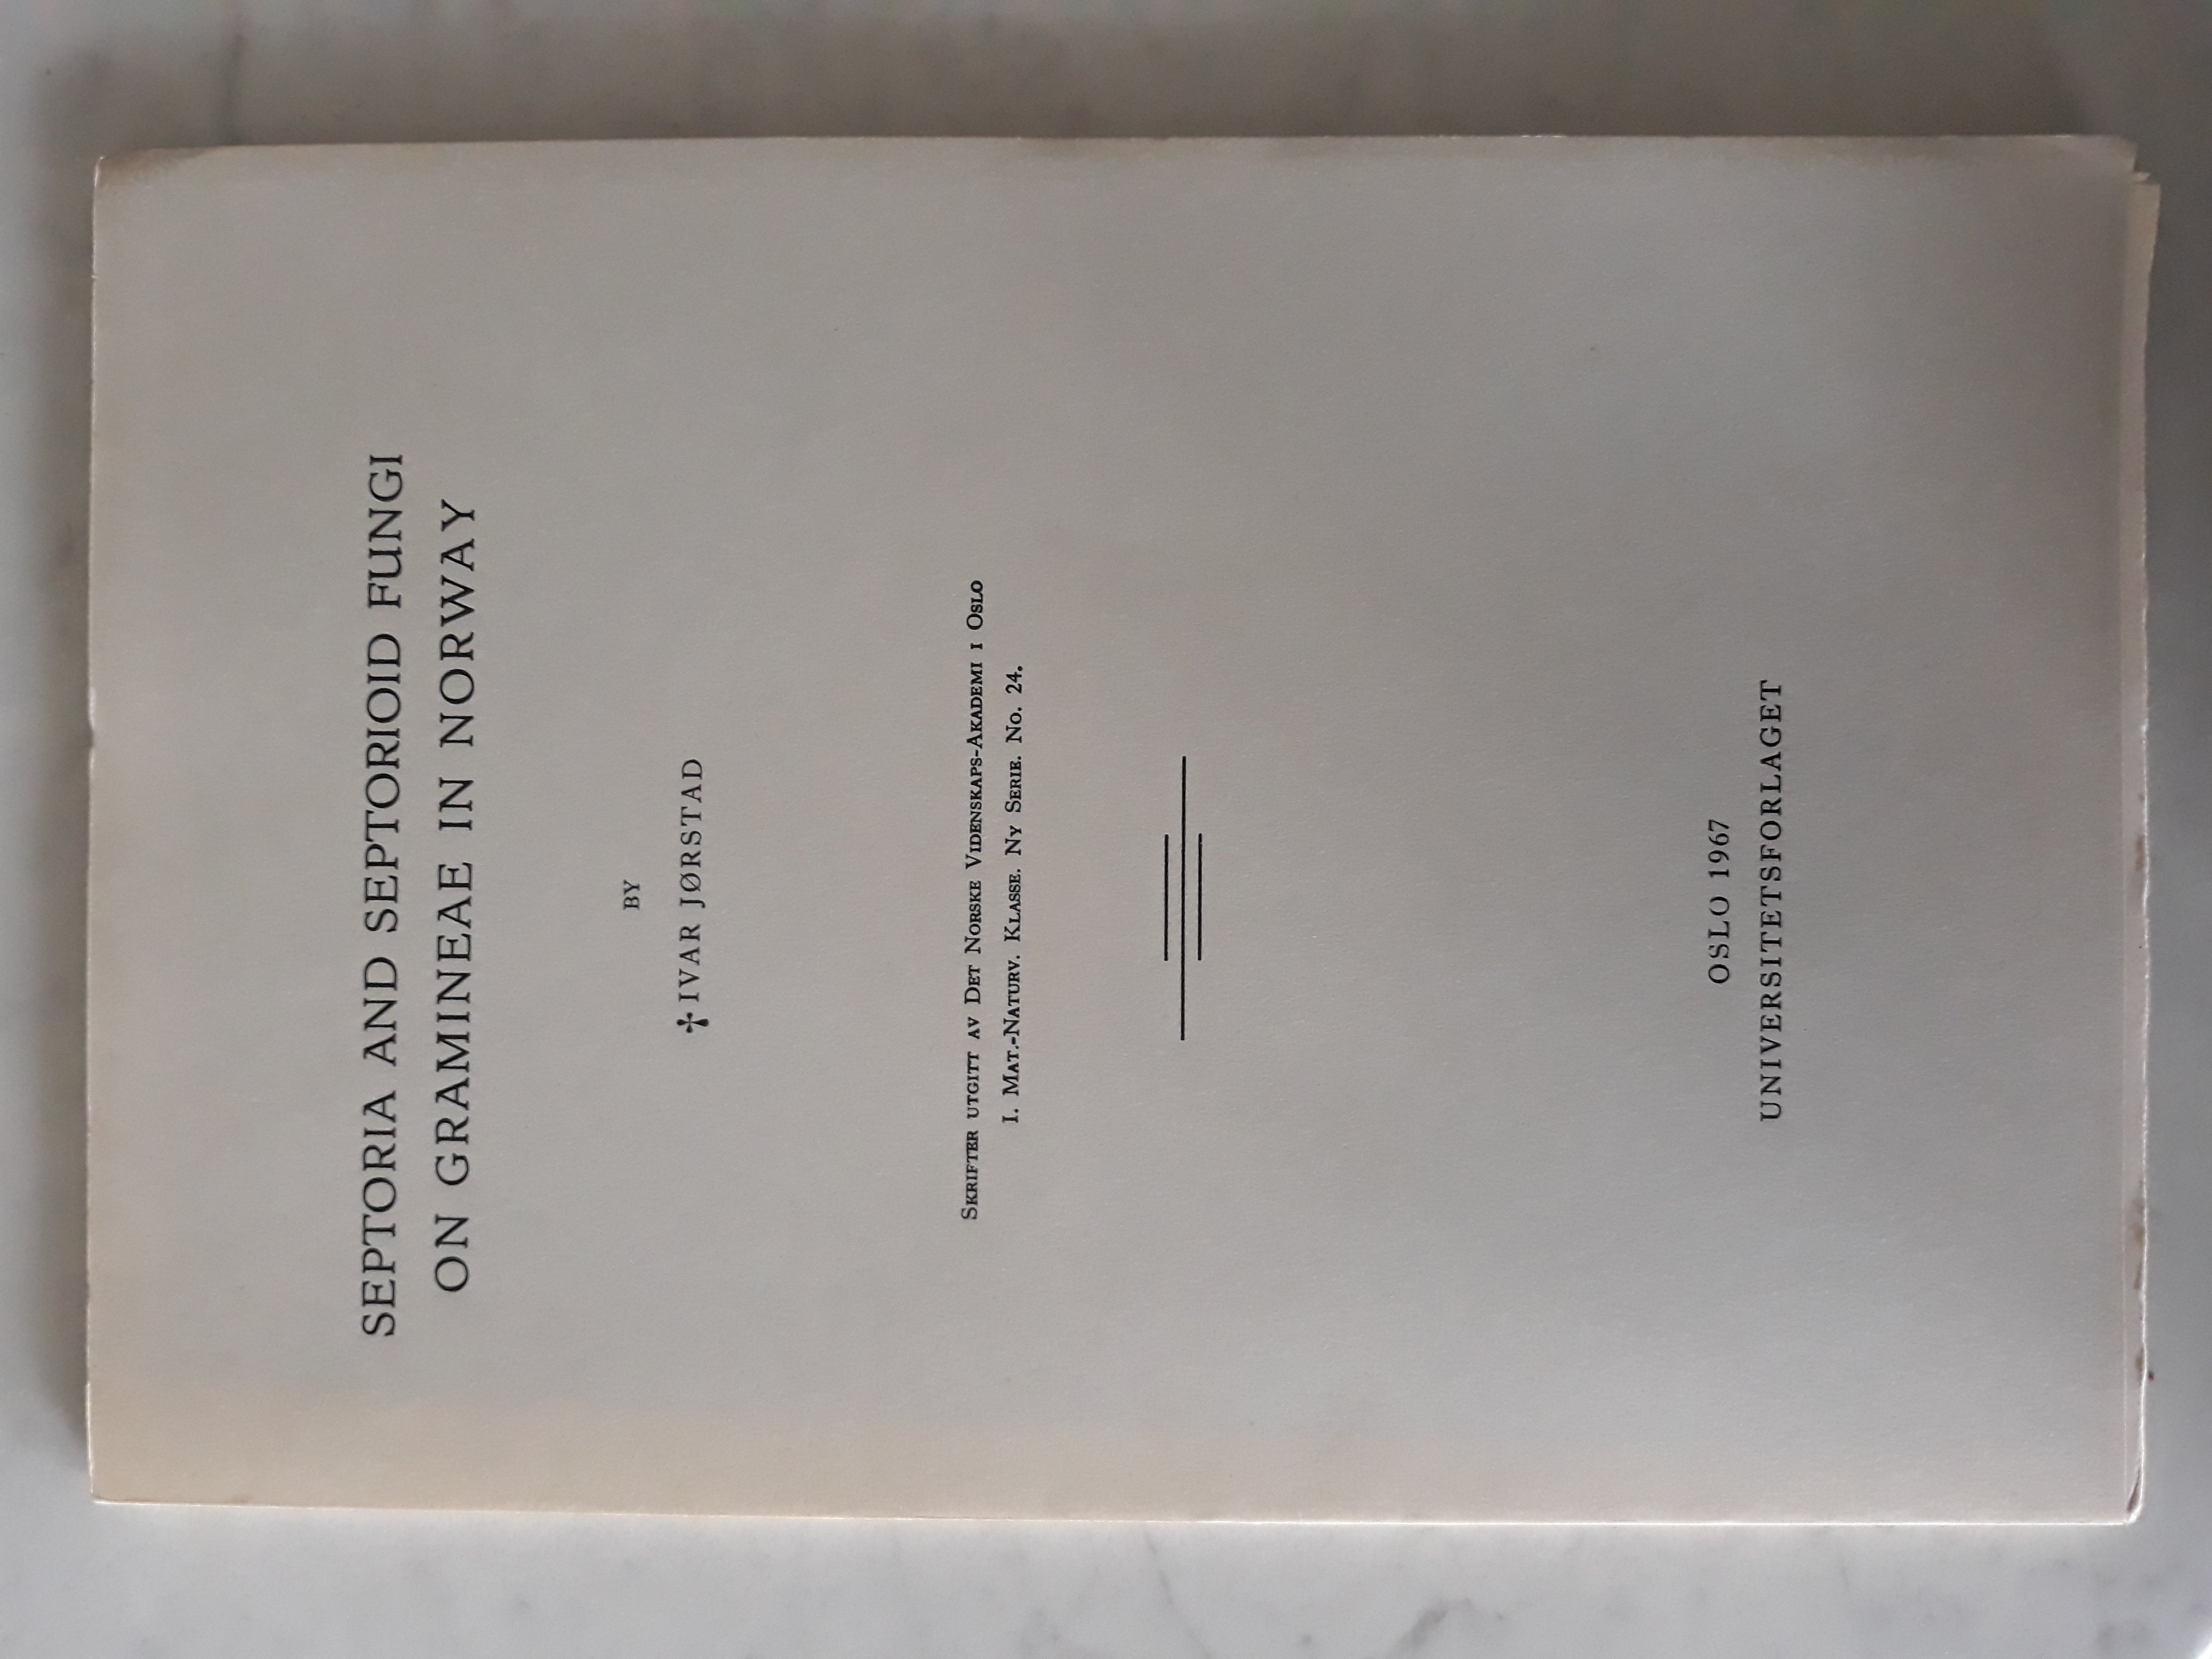 SEPTORIA AND SEPTORIOID FUNGI
ON GRAMINEAE IN NORWAY
BY
✢ IVAR JØRSTAD
SKRIFTER UTGITT AV DET NORSKE VIDENSKAPS-AKADEMI I OSLO
I. MAT.-NATURV. KLASSE. NY SERIE. NO. 24.
OSLO 1967
UNIVERSITETSFORLAGET